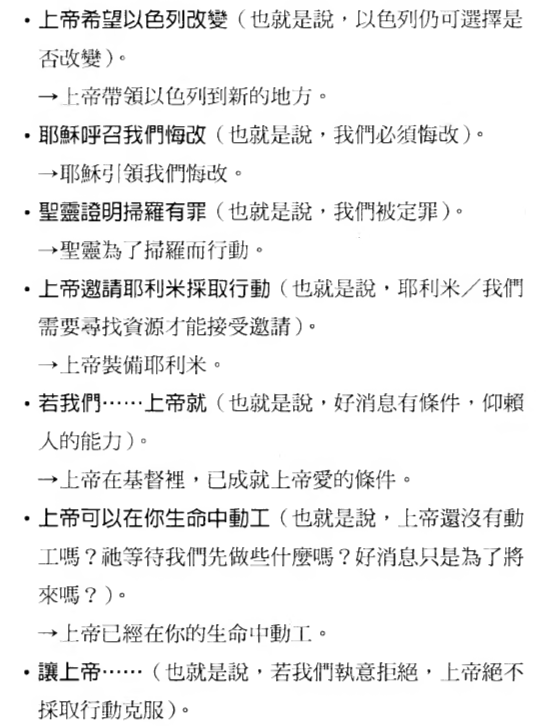 •上帝希望以色列改變（也就是說，以色列仍可選擇是
否改變）。
→上帝帶領以色列到新的地方。
•耶穌呼召我們悔改（也就是說，我們必須悔改）。
→耶穌引領我們悔改。
•聖靈證明掃羅有罪（也就是說，我們被定罪）。
→聖靈為了掃羅而行動。
•上帝邀請耶利米採取行動（也就是說，耶利米／我們
需要尋找資源才能接受邀請）。
→上帝裝備耶利米。
•若我們……上帝就（也就是說，好消息有條件，仰賴
人的能力）。
→上帝在基督裡，已成就上帝愛的條件。
•上帝可以在你生命中動工（也就是說，上帝還沒有動
工嗎？祂等待我們先做些什麼嗎？好消息只是為了將
來嗎？）。
→上帝已經在你的生命中動工。
•讓上帝……（也就是說，若我們執意拒絕，上帝絕不
採取行動克服）。